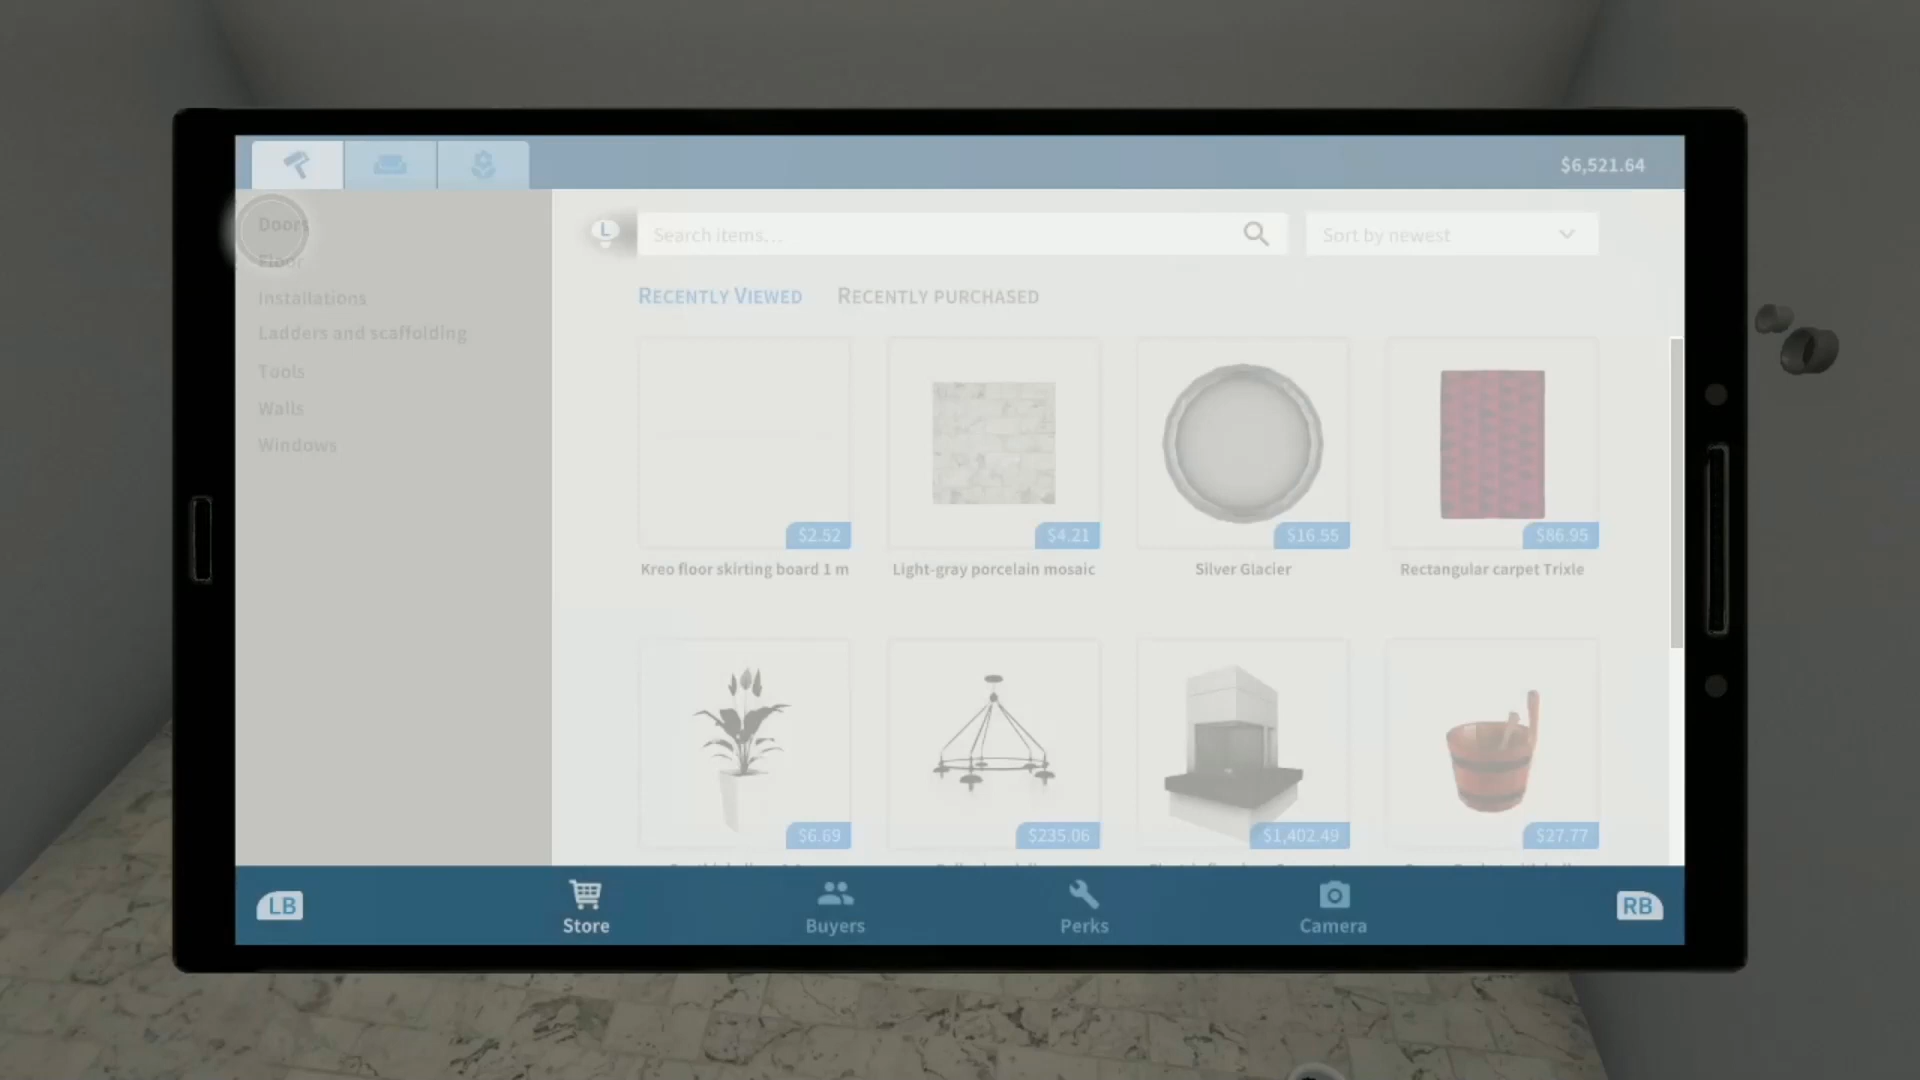 $6,521.64
Doors
Floor
Installations
Ladders and scaffolding
Tools
Walls
Windows
L
Search items...
Sort by newest
RECENTLY VIEWED
RECENTLY PURCHASED
$2.52
$4.21
$16.55
$86.95
Kreo floor skirting board 1 m
Light-gray porcelain mosaic
Silver Glacier
Rectangular carpet Trixle
$6.69
$235.06
$1,402.49
$27.77
LB
Store
Buyers
Perks
Camera
RB